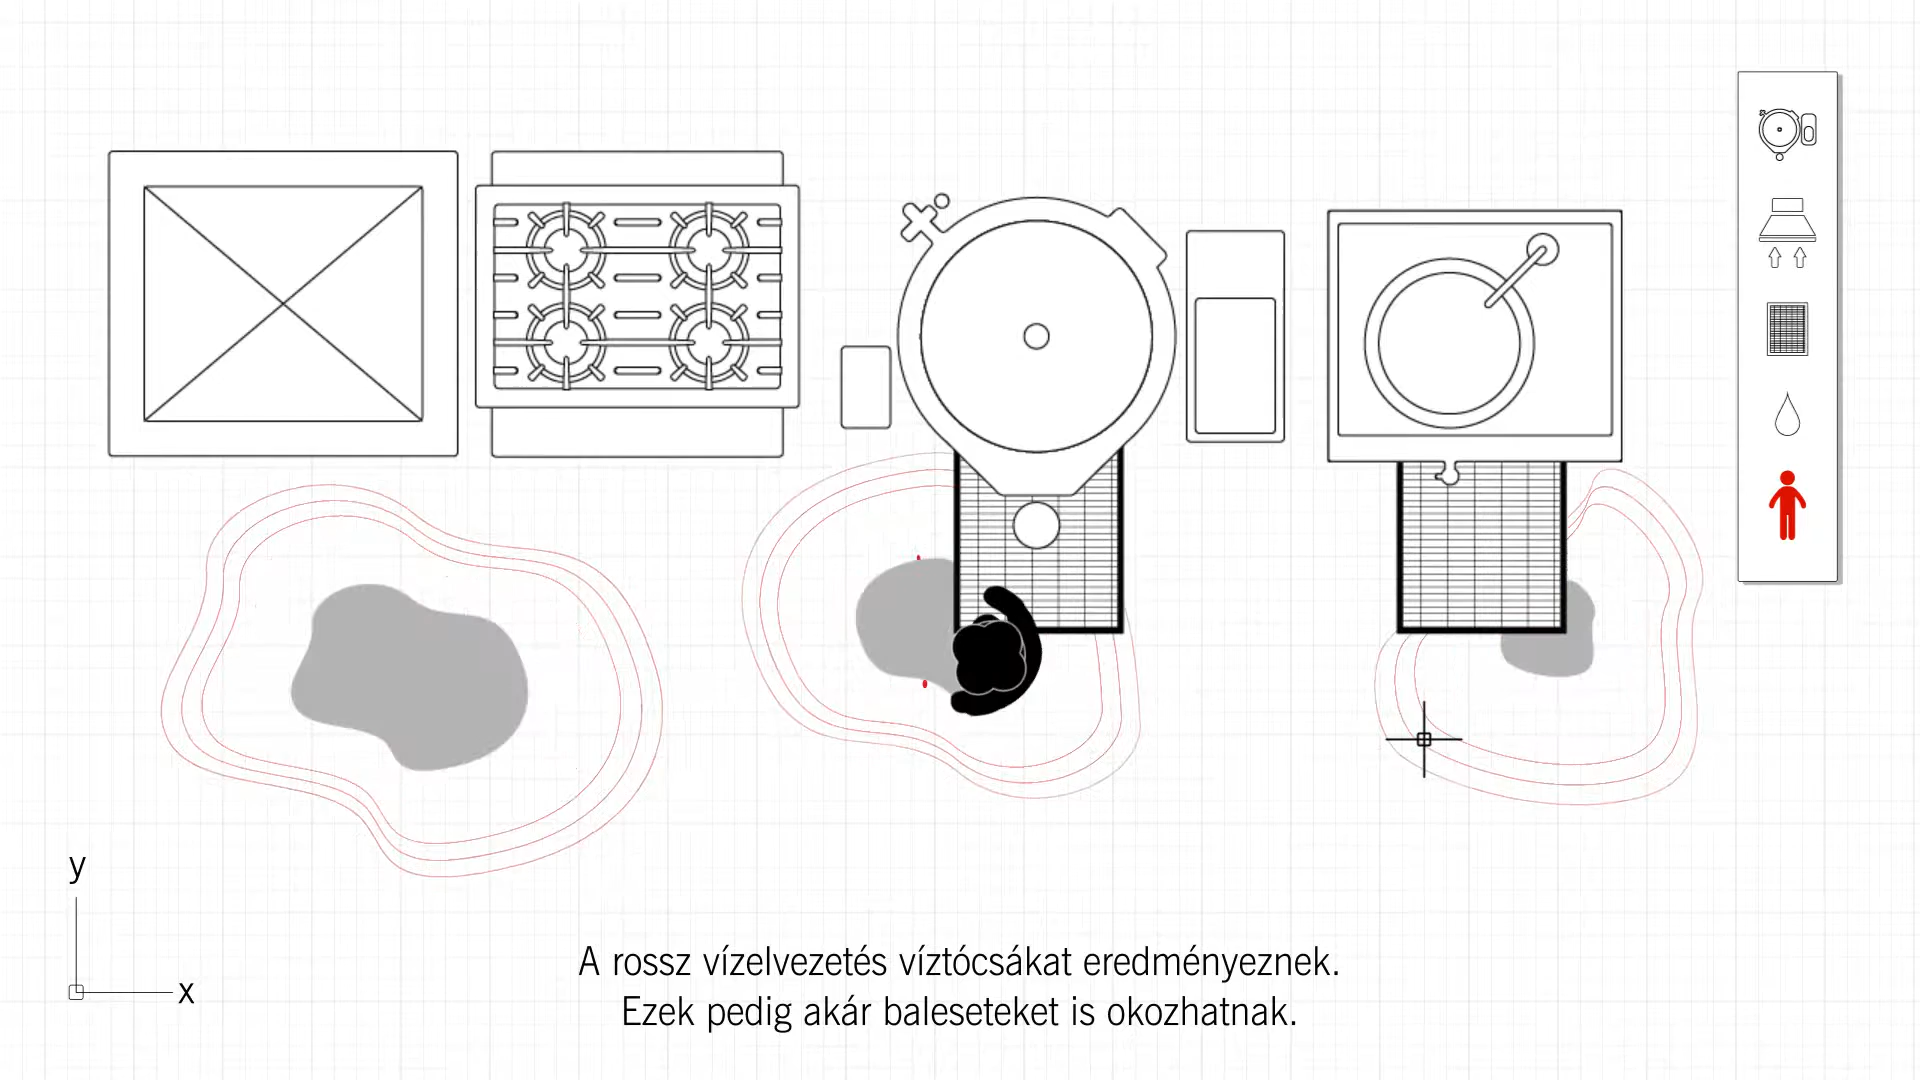 y
x
A rossz vízelvezetés víztócsákat eredményeznek.
Ezek pedig akár baleseteket is okozhatnak.